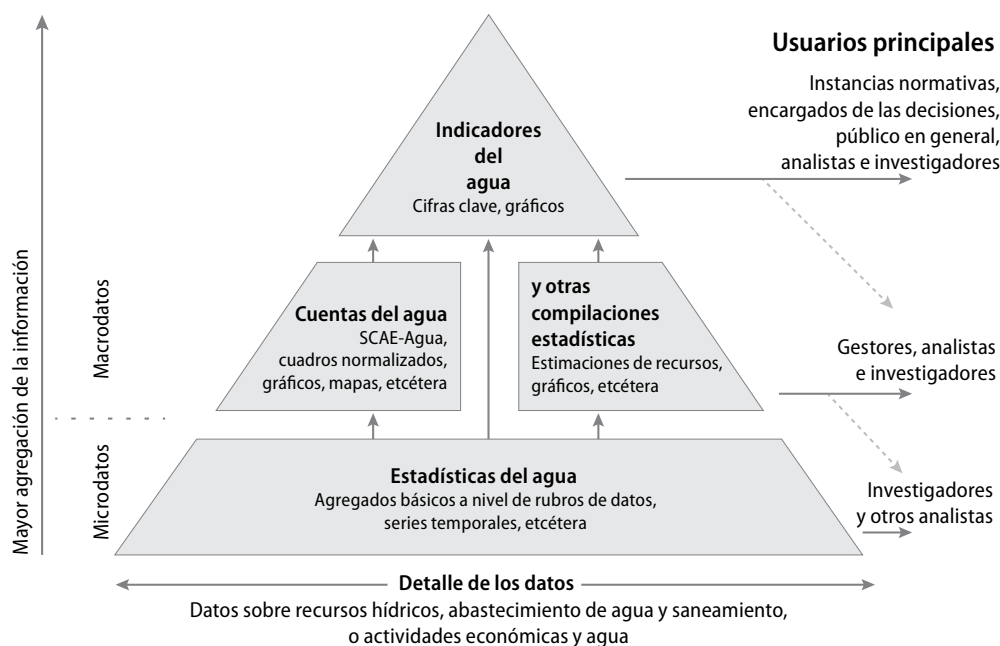 Usuarios principales
Instancias normativas,
encargados de las decisiones,
público en general,
analistas e investigadores
Indicadores
del
agua
Cifras clave, gráficos
Mayor agregación de la información
Macrodatos
Cuentas del agua
SCAE-Agua,
cuadros normalizados,
gráficos, mapas, etcétera
y otras
compilaciones
estadísticas
Estimaciones de recursos,
gráficos, etcétera
Gestores, analistas
e investigadores
Microdatos
Estadísticas del agua
Agregados básicos a nivel de rubros de datos,
series temporales, etcétera
Investigadores
y otros analistas
Detalle de los datos
Datos sobre recursos hídricos, abastecimiento de agua y saneamiento,
o actividades económicas y agua